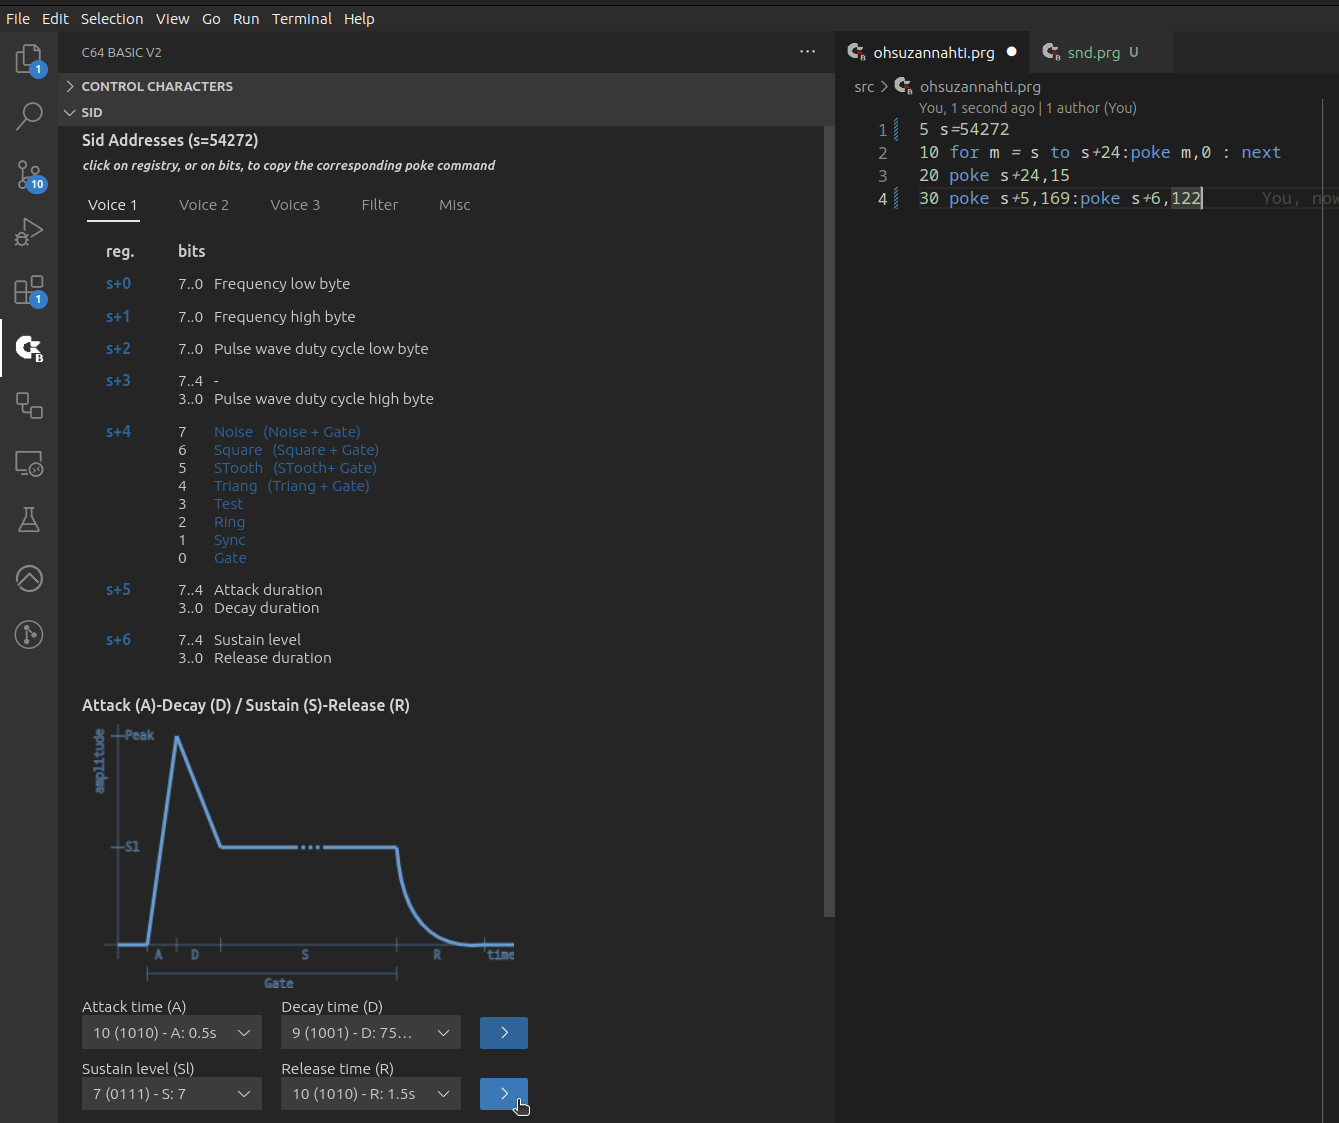 File Edit Selection View Go Run Terminal Help
C64 BASIC V2
CONTROL CHARACTERS
SID
Sid Addresses (s=54272)
click on registry, or on bits, to copy the corresponding poke command
Voice 1 Voice 2 Voice 3 Filter Misc
reg. bits
s+0 7..0 Frequency low byte
s+1 7..0 Frequency high byte
s+2 7..0 Pulse wave duty cycle low byte
s+3 7..4 -
3..0 Pulse wave duty cycle high byte
s+4 7 Noise (Noise + Gate)
6 Square (Square + Gate)
5 STooth (STooth+ Gate)
4 Triang (Triang + Gate)
3 Test
2 Ring
1 Sync
0 Gate
s+5 7..4 Attack duration
3..0 Decay duration
s+6 7..4 Sustain level
3..0 Release duration
Attack (A)-Decay (D) / Sustain (S)-Release (R)
amplitude
Peak
Sl
A D S R time
Gate
Attack time (A) Decay time (D)
10 (1010) - A: 0.5s 9 (1001) - D: 75...
Sustain level (Sl) Release time (R)
7 (0111) - S: 7 10 (1010) - R: 1.5s
1
10
1
B
ohsuzannahti.prg snd.prg U
src > ohsuzannahti.prg
You, 1 second ago | 1 author (You)
1 5 s=54272
2 10 for m = s to s+24:poke m,0 : next
3 20 poke s+24,15
4 30 poke s+5,169:poke s+6,122 You, now